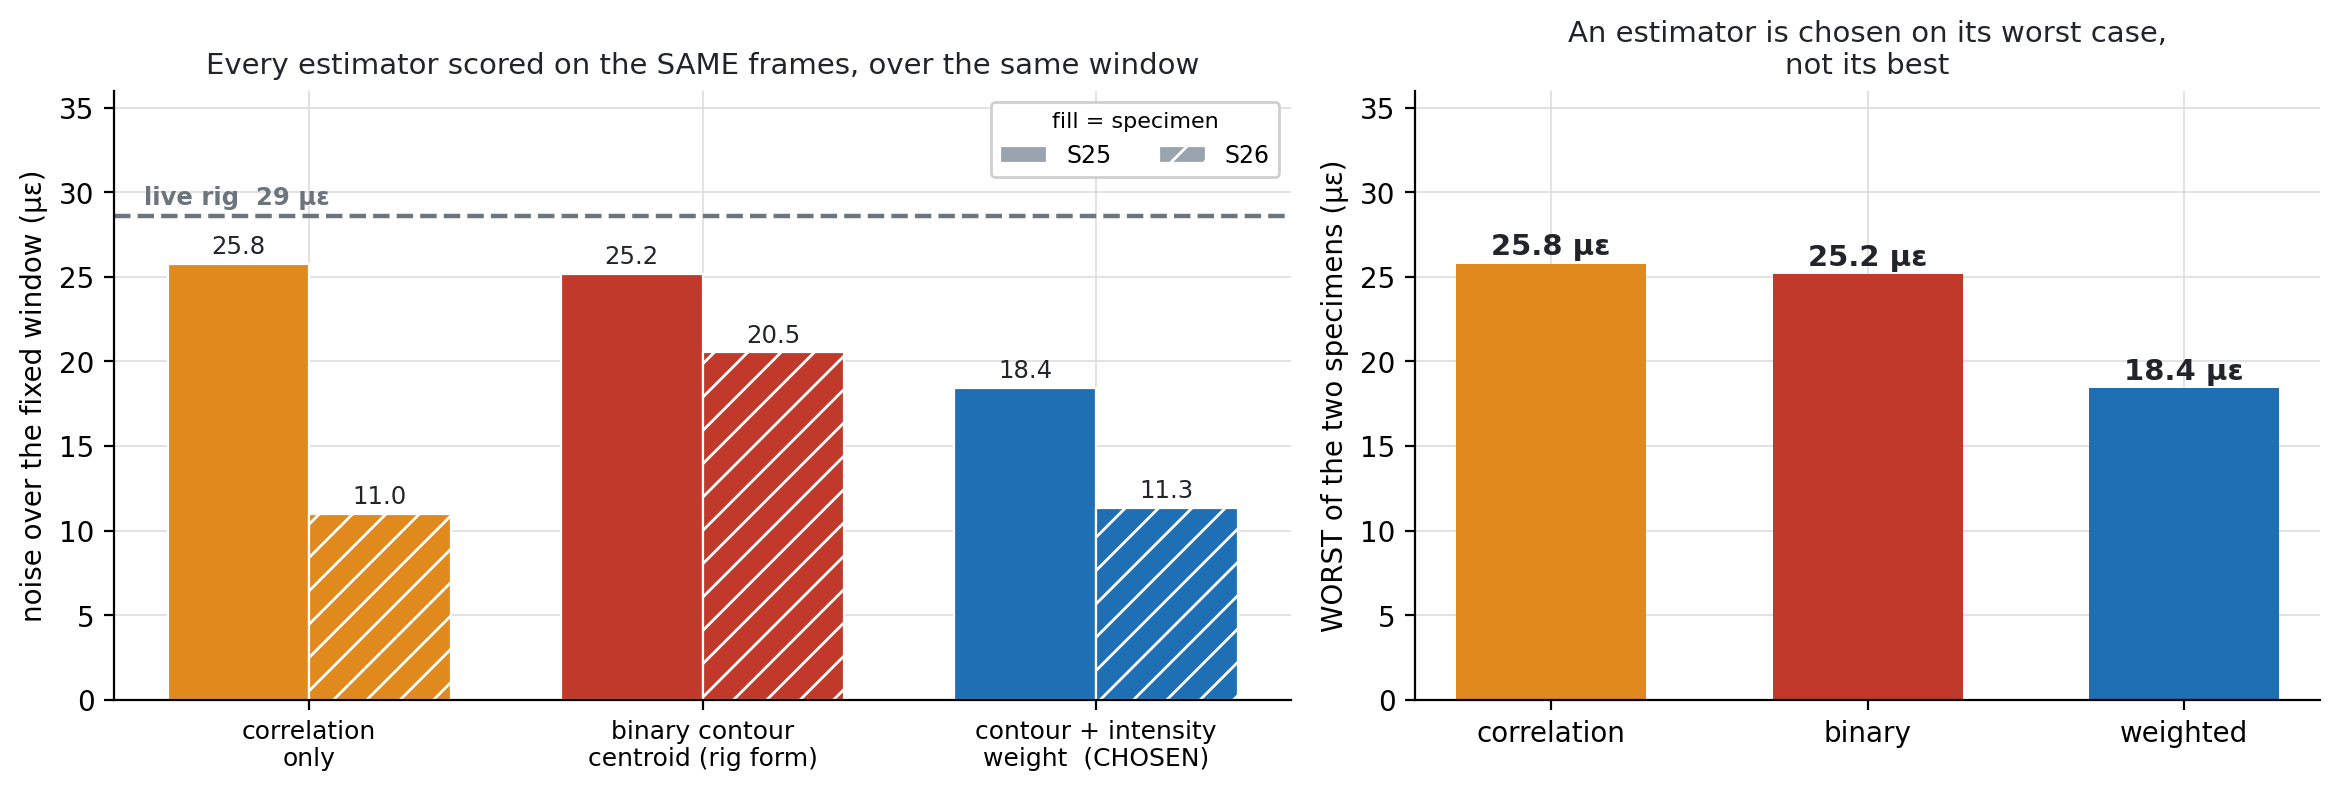 Every estimator scored on the SAME frames, over the same window
noise over the fixed window (με)
35
30
25
20
15
10
5
0
fill = specimen
S25
S26
live rig  29 με
25.8
11.0
25.2
20.5
18.4
11.3
correlation
only
binary contour
centroid (rig form)
contour + intensity
weight  (CHOSEN)
An estimator is chosen on its worst case,
not its best
WORST of the two specimens (με)
35
30
25
20
15
10
5
0
25.8 με
25.2 με
18.4 με
correlation
binary
weighted